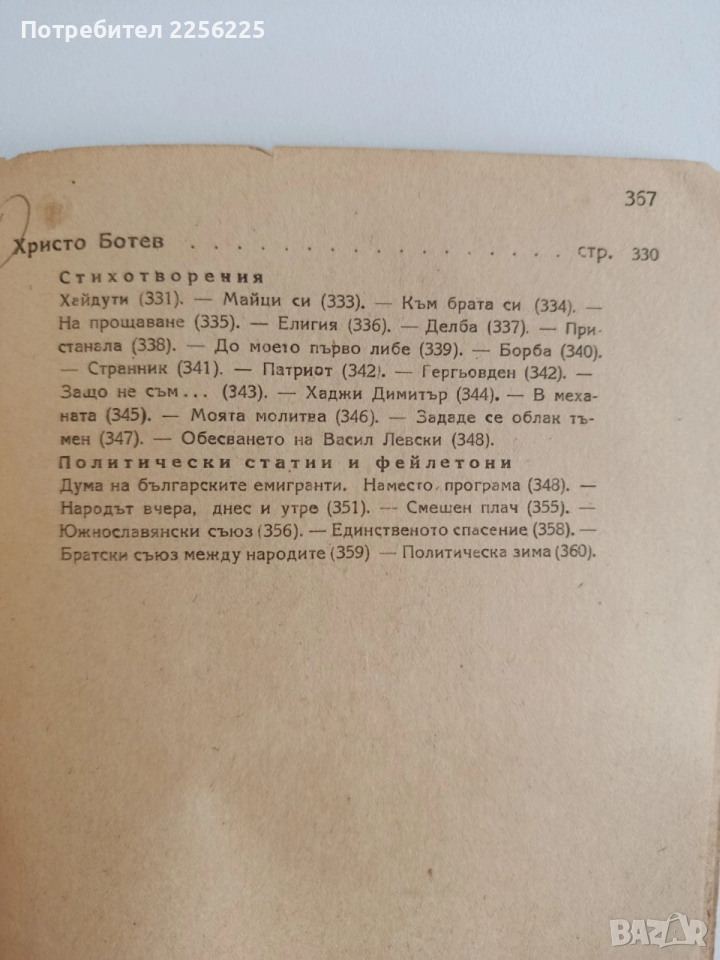 Потребител 2256225
367
Христо Ботев . . . . . . . . . . . . . . . . . стр. 330
Стихотворения
Хайдути (331). — Майци си (333). — Към брата си (334). —
На прощаване (335). — Елигия (336). — Делба (337). — При-
станала (338). — До моето първо либе (339). — Борба (340).
— Странник (341). — Патриот (342). — Гергьовден (342). —
Защо не съм... (343). — Хаджи Димитър (344). — В меха-
ната (345). — Моята молитва (346). — Зададе се облак тъ-
мен (347). — Обесването на Васил Левски (348).
Политически статии и фейлетони
Дума на българските емигранти. Наместо програма (348). —
Народът вчера, днес и утре (351). — Смешен плач (355). —
Южнославянски съюз (356). — Единственото спасение (358). —
Братски съюз между народите (359) — Политическа зима (360).
BAZAR